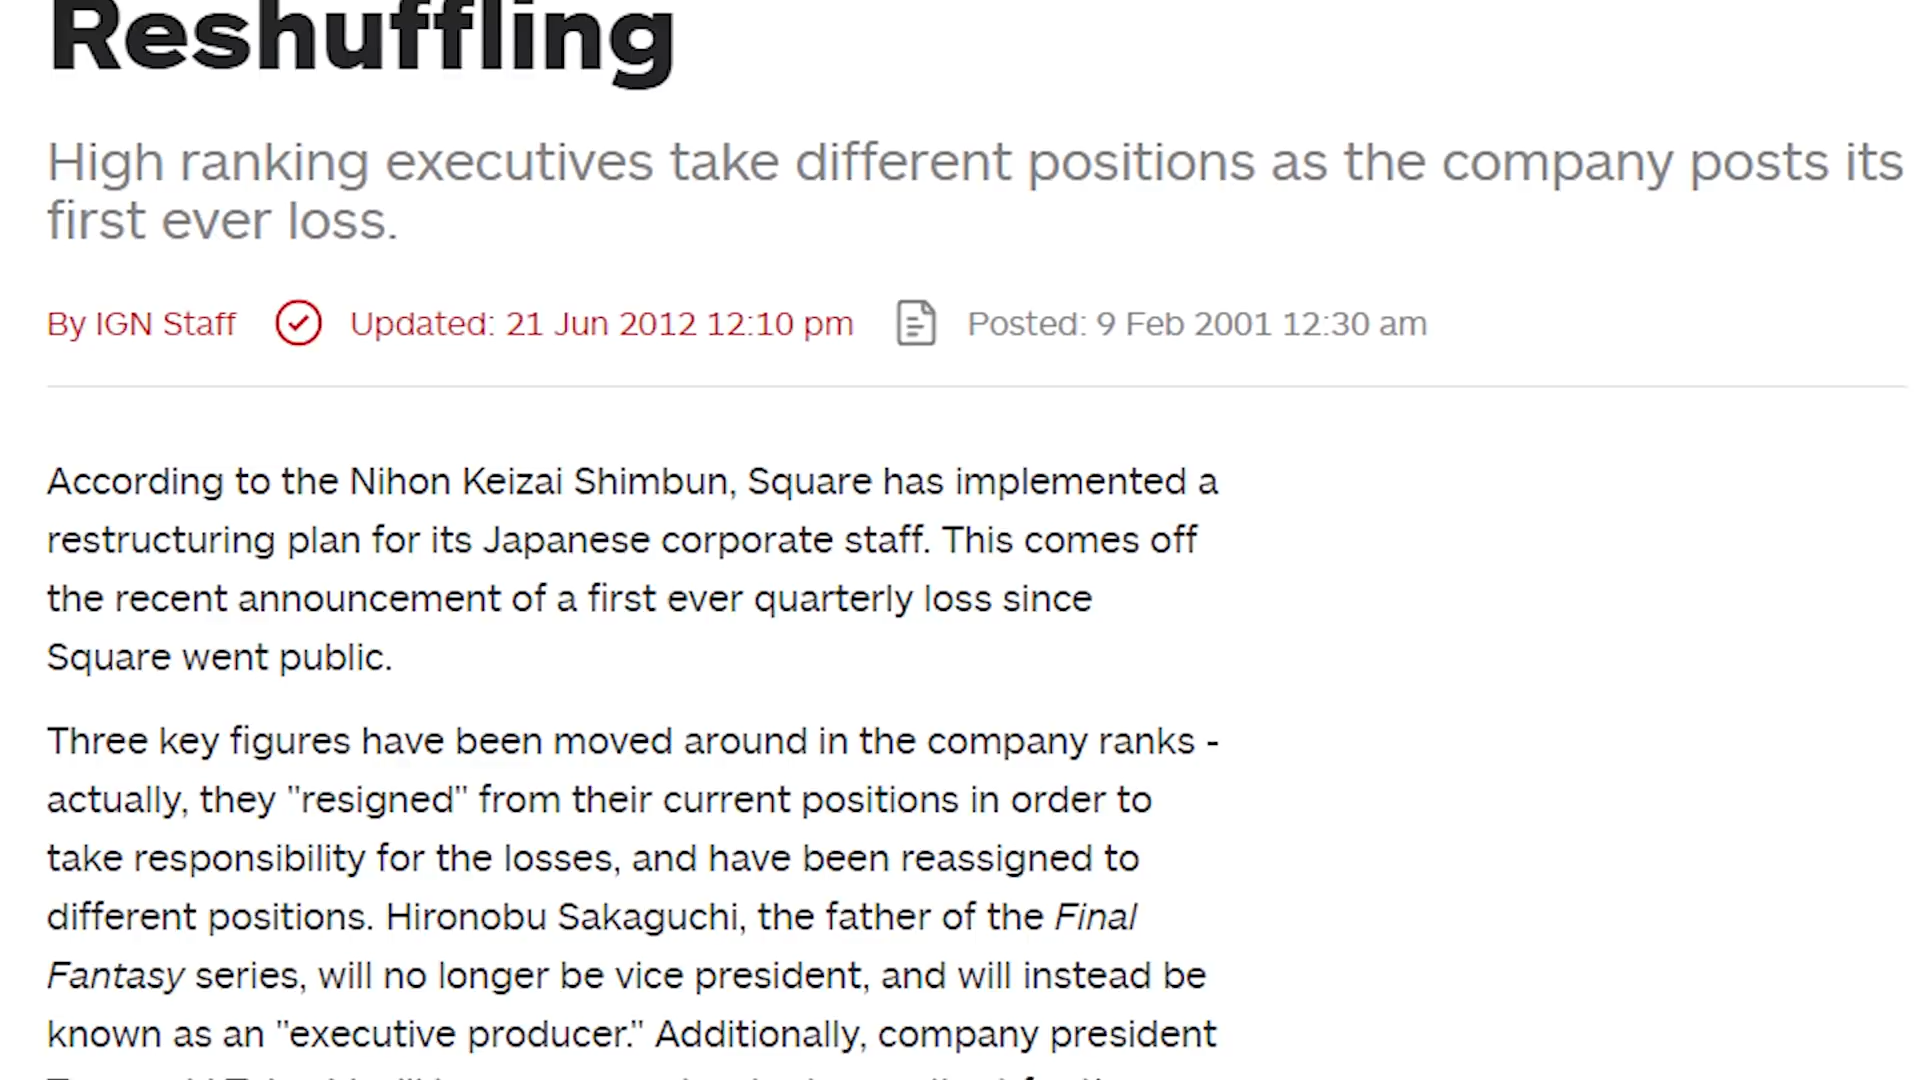 Reshuffling
High ranking executives take different positions as the company posts its
first ever loss.
By IGN Staff Updated: 21 Jun 2012 12:10 pm Posted: 9 Feb 2001 12:30 am
According to the Nihon Keizai Shimbun, Square has implemented a
restructuring plan for its Japanese corporate staff. This comes off
the recent announcement of a first ever quarterly loss since
Square went public.
Three key figures have been moved around in the company ranks -
actually, they "resigned" from their current positions in order to
take responsibility for the losses, and have been reassigned to
different positions. Hironobu Sakaguchi, the father of the Final
Fantasy series, will no longer be vice president, and will instead be
known as an "executive producer." Additionally, company president